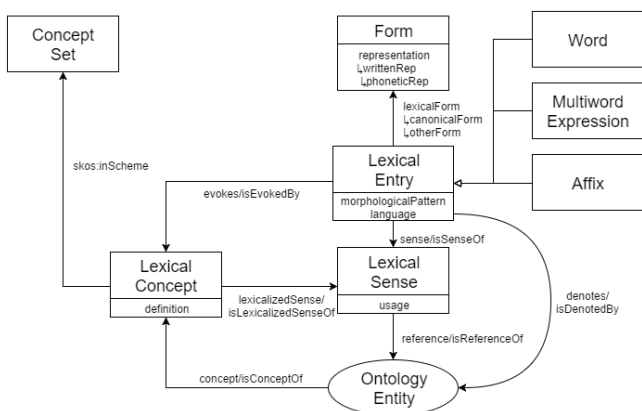 Concept
Set
Form
representation
↳writtenRep
↳phoneticRep
Word
Multiword
Expression
Affix
lexicalForm
↳canonicalForm
↳otherForm
skos:inScheme
evokes/isEvokedBy
Lexical
Entry
morphologicalPattern
language
sense/isSenseOf
Lexical
Concept
definition
lexicalizedSense/
isLexicalizedSenseOf
Lexical
Sense
usage
denotes/
isDenotedBy
reference/isReferenceOf
concept/isConceptOf
Ontology
Entity